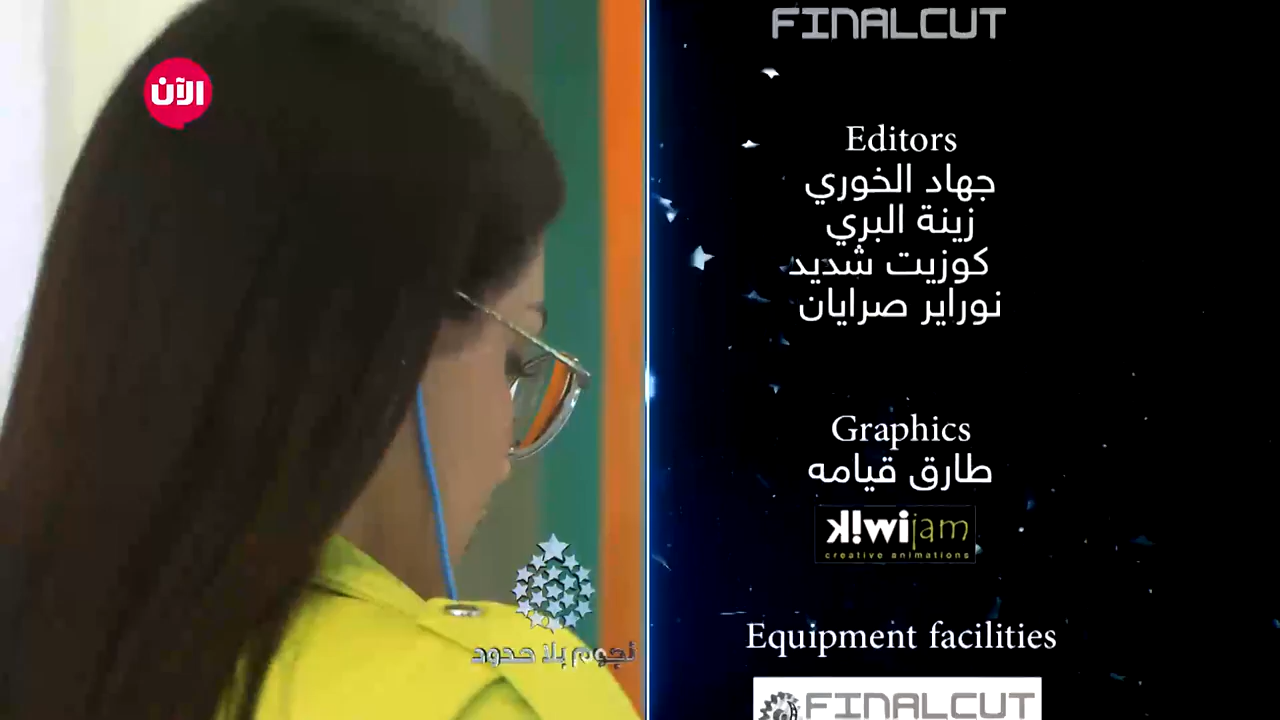 الآن
FINALCUT
Editors
جهاد الخوري
زينة البري
كوزيت شديد
نوراير صرايان
Graphics
طارق قيامه
k!wijam
creative animations
Equipment facilities
FINALCUT
نجوم بلا حدود